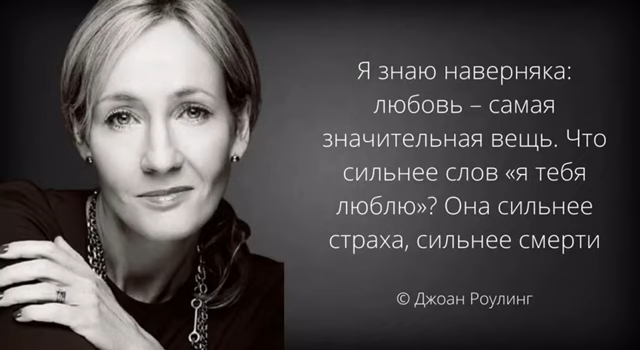 Я знаю наверняка:
любовь – самая
значительная вещь. Что
сильнее слов «я тебя
люблю»? Она сильнее
страха, сильнее смерти
© Джоан Роулинг